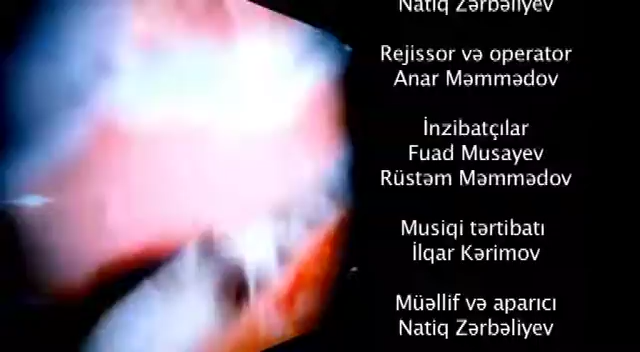 Natiq Zərbəliyev
Rejissor və operator
Anar Məmmədov
İnzibatçılar
Fuad Musayev
Rüstəm Məmmədov
Musiqi tərtibatı
İlqar Kərimov
Müəllif və aparıcı
Natiq Zərbəliyev